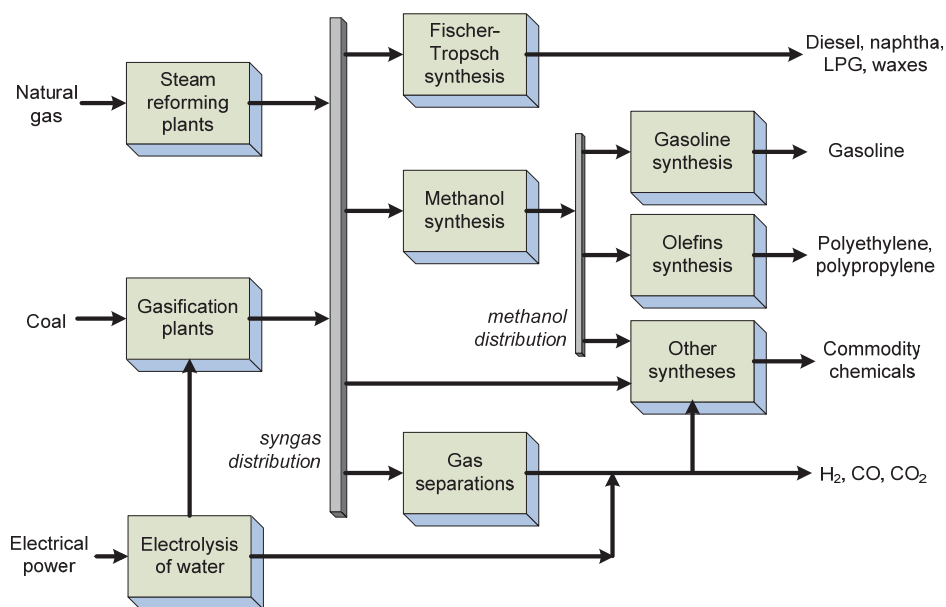 Natural
gas
Steam
reforming
plants
Fischer–
Tropsch
synthesis
Diesel, naphtha,
LPG, waxes
Methanol
synthesis
Gasoline
synthesis
Gasoline
Olefins
synthesis
Polyethylene,
polypropylene
methanol
distribution
Coal
Gasification
plants
Other
syntheses
Commodity
chemicals
syngas
distribution
Gas
separations
H₂, CO, CO₂
Electrical
power
Electrolysis
of water